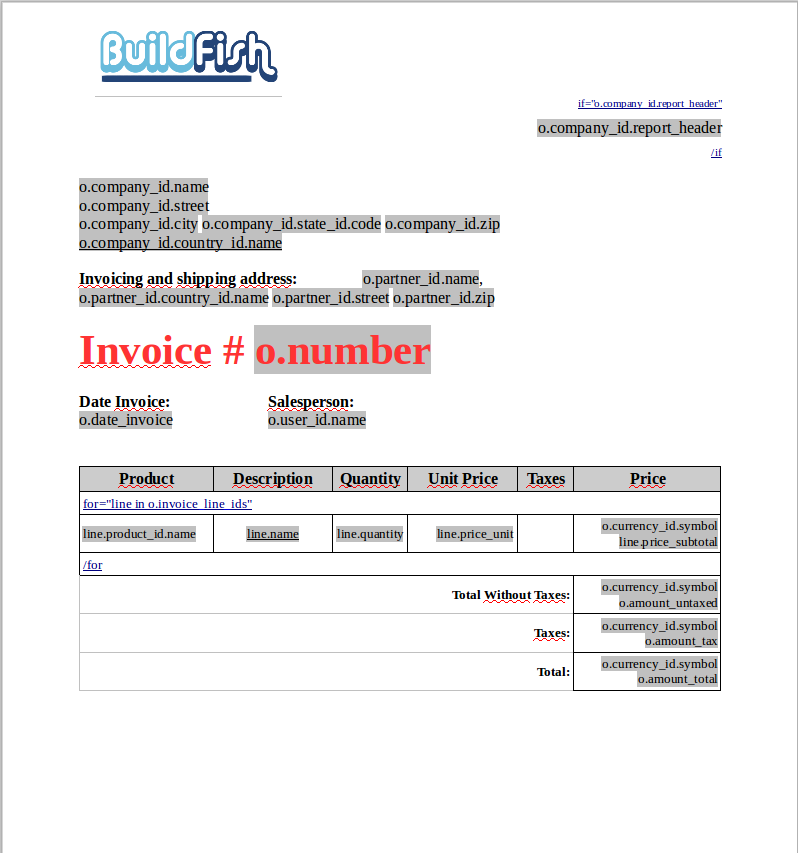 BuildFish
if="o.company_id.report_header"
o.company_id.report_header
/if
o.company_id.name
o.company_id.street
o.company_id.city o.company_id.state_id.code o.company_id.zip
o.company_id.country_id.name
Invoicing and shipping address: o.partner_id.name,
o.partner_id.country_id.name o.partner_id.street o.partner_id.zip
Invoice # o.number
Date Invoice: Salesperson:
o.date_invoice o.user_id.name
Product Description Quantity Unit Price Taxes Price
for="line in o.invoice_line_ids"
line.product_id.name line.name line.quantity line.price_unit o.currency_id.symbol
line.price_subtotal
/for
Total Without Taxes: o.currency_id.symbol
o.amount_untaxed
Taxes: o.currency_id.symbol
o.amount_tax
Total: o.currency_id.symbol
o.amount_total